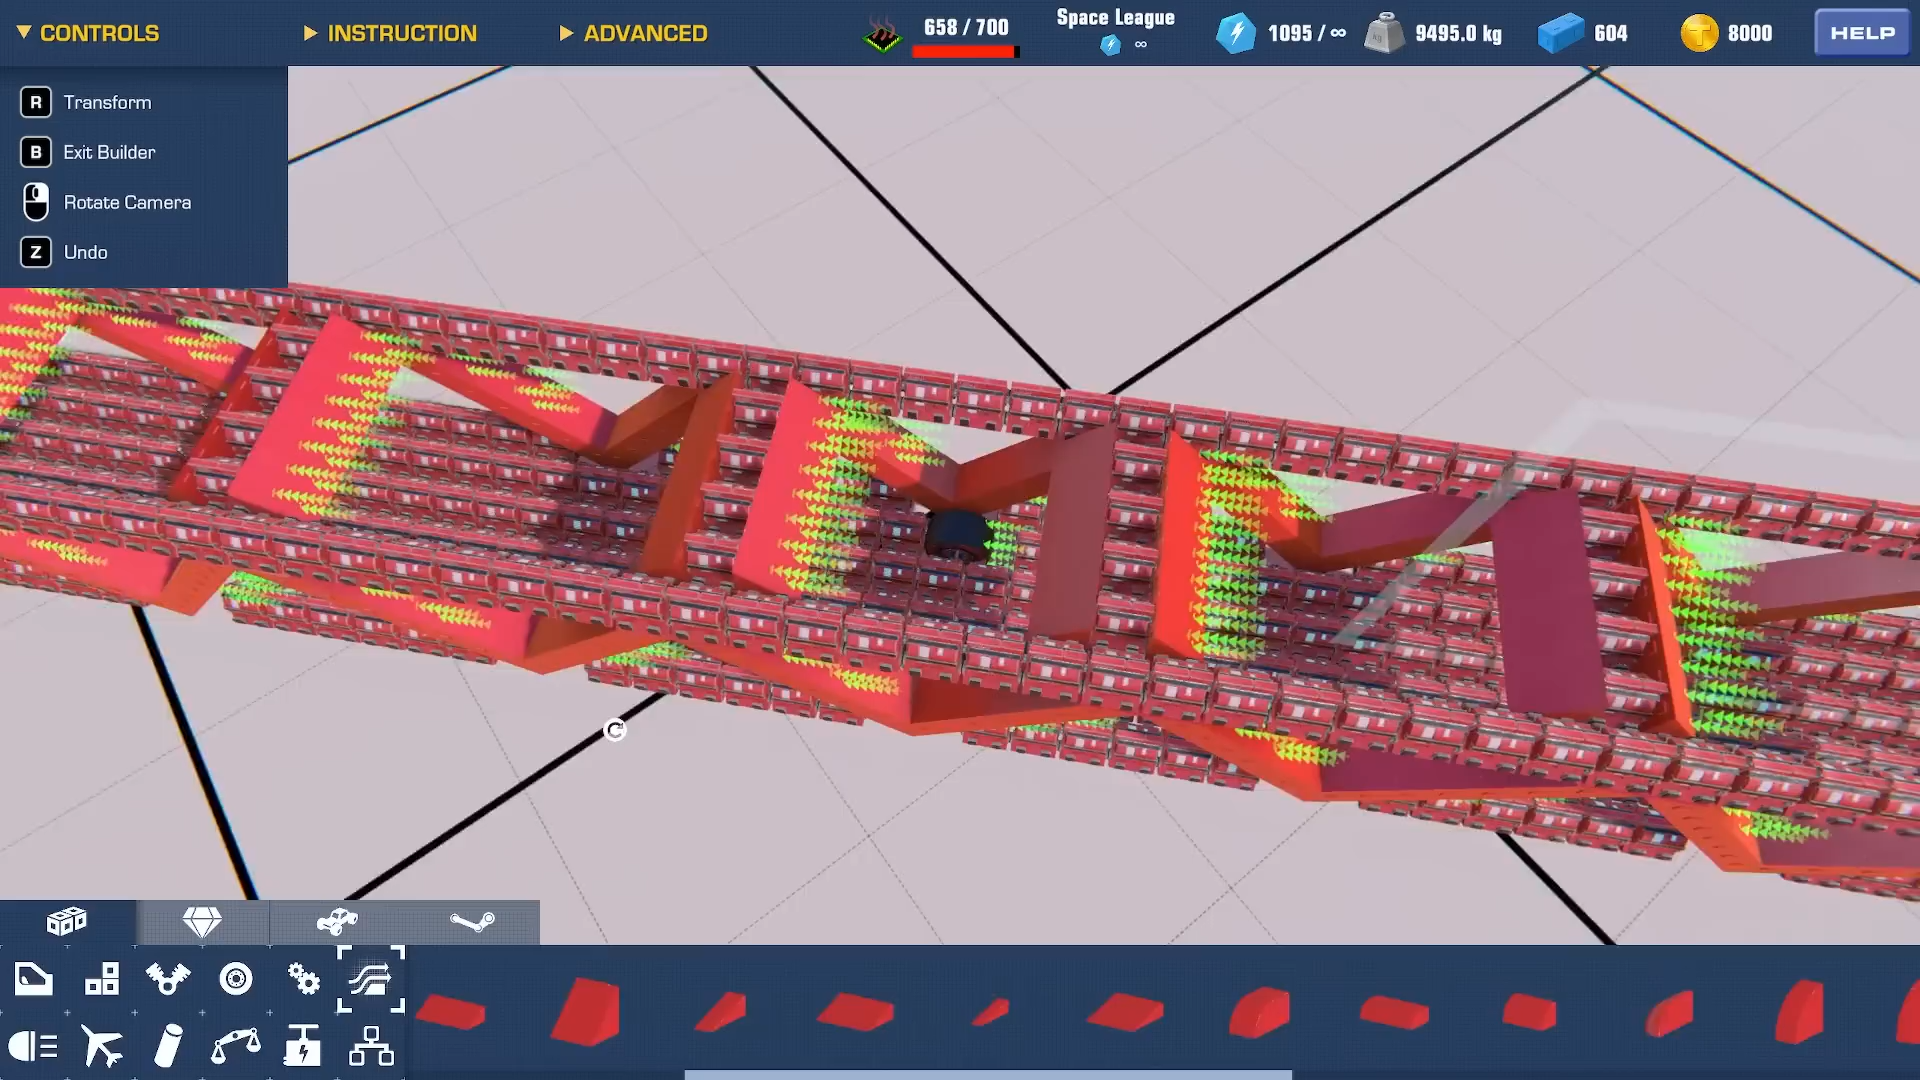 CONTROLS
INSTRUCTION
ADVANCED
658 / 700
Space League
∞
1095 / ∞
9495.0 kg
604
8000
HELP
R Transform
B Exit Builder
Rotate Camera
Z Undo